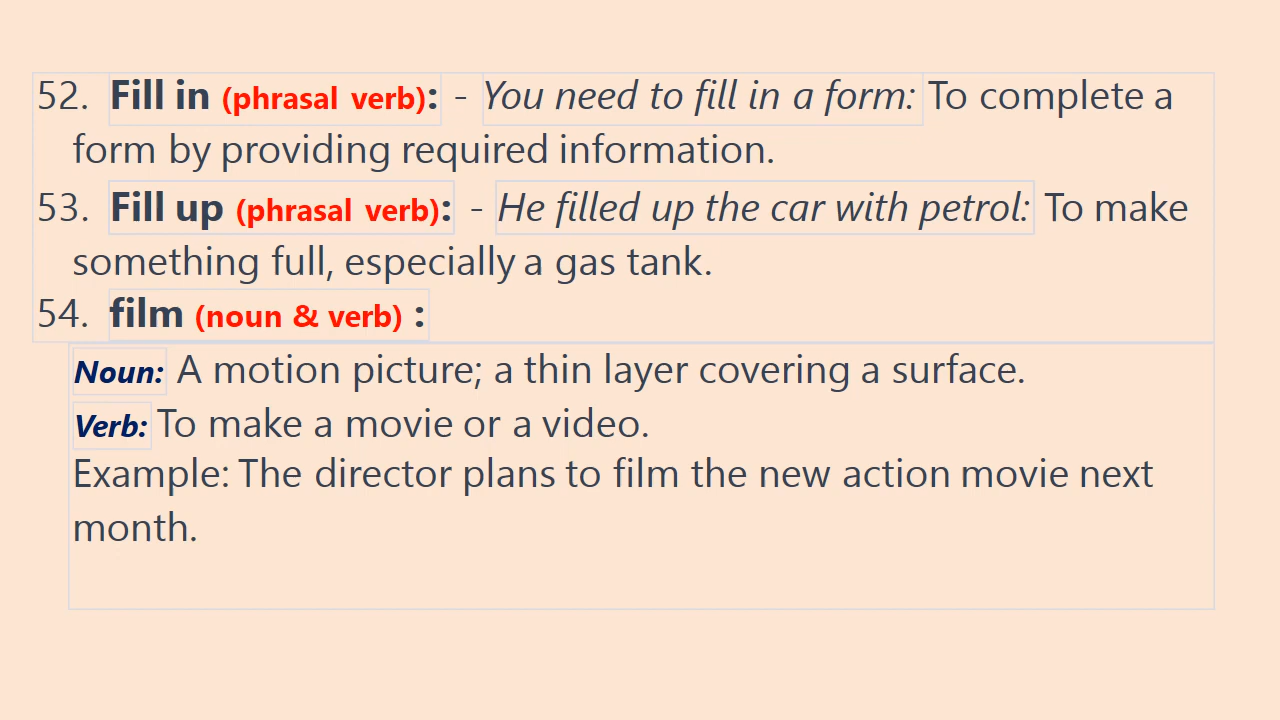 52. Fill in (phrasal verb): - You need to fill in a form: To complete a
form by providing required information.
53. Fill up (phrasal verb): - He filled up the car with petrol: To make
something full, especially a gas tank.
54. film (noun & verb) :
Noun: A motion picture; a thin layer covering a surface.
Verb: To make a movie or a video.
Example: The director plans to film the new action movie next
month.